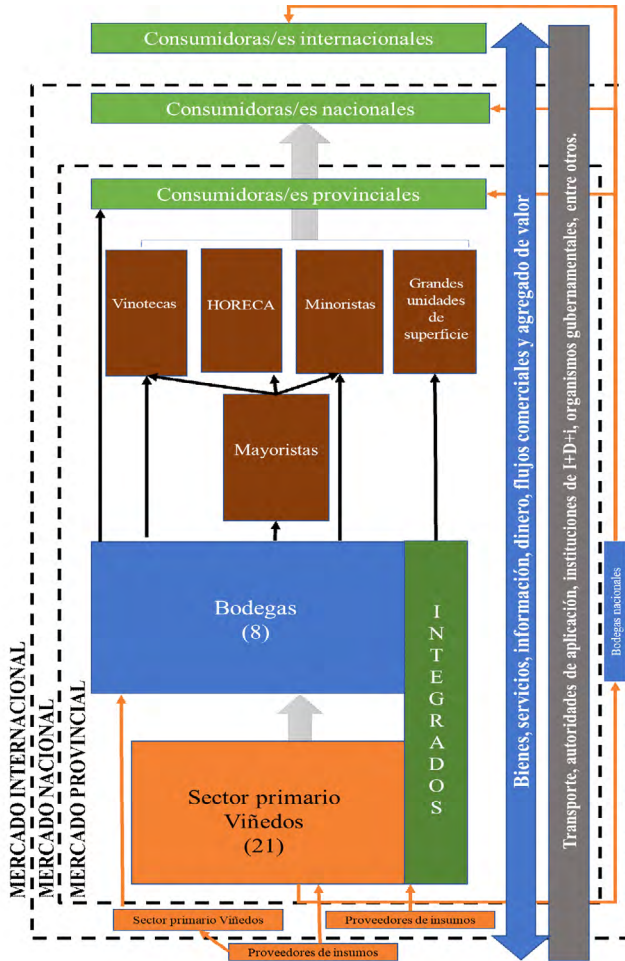 Consumidoras/es internacionales
Consumidoras/es nacionales
Consumidoras/es provinciales
Vinotecas
HORECA
Minoristas
Grandes
unidades
de
superficie
Mayoristas
Bodegas
(8)
INTEGRADOS
Sector primario
Viñedos
(21)
Sector primario Viñedos
Proveedores de insumos
Proveedores de insumos
MERCADO INTERNACIONAL
MERCADO NACIONAL
MERCADO PROVINCIAL
Bienes, servicios, información, dinero, flujos comerciales y agregado de valor
Transporte, autoridades de aplicación, instituciones de I+D+i, organismos gubernamentales, entre otros.
Bodegas nacionales